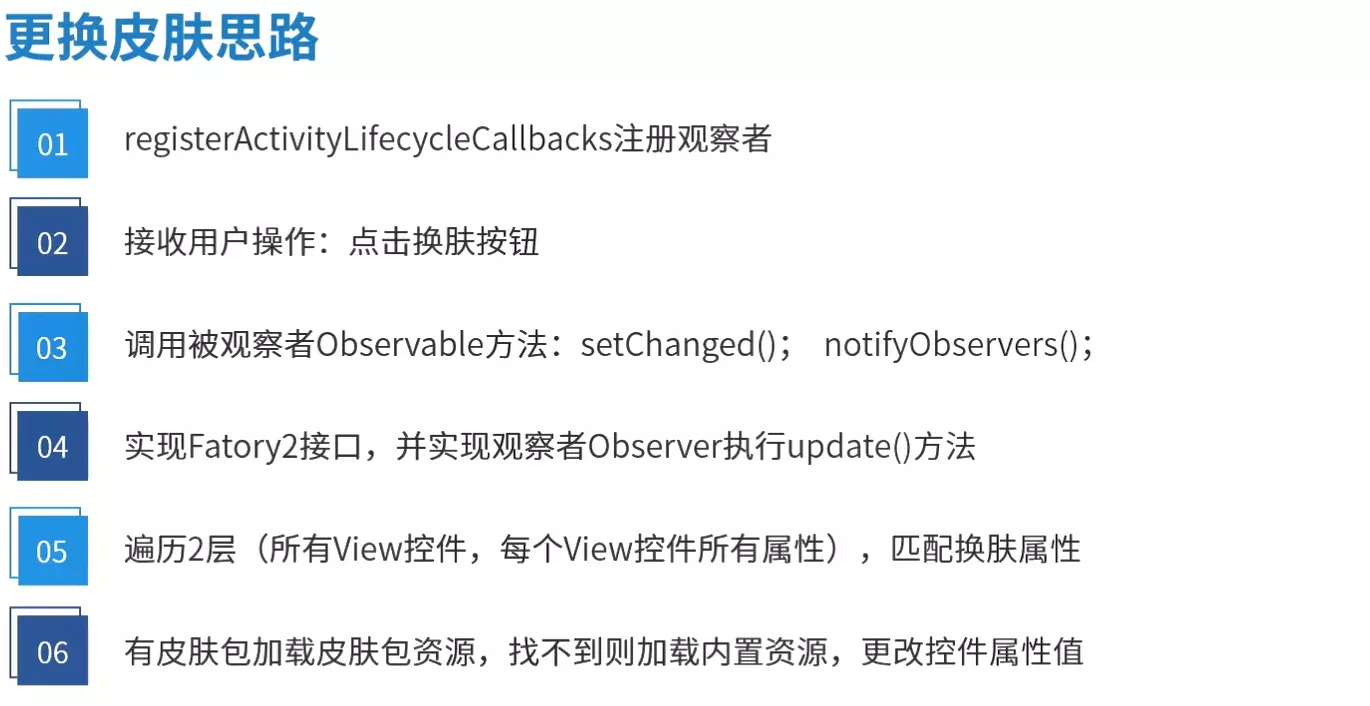 更换皮肤思路
01 registerActivityLifecycleCallbacks注册观察者
02 接收用户操作：点击换肤按钮
03 调用被观察者Observable方法：setChanged()； notifyObservers()；
04 实现Fatory2接口，并实现观察者Observer执行update()方法
05 遍历2层（所有View控件，每个View控件所有属性），匹配换肤属性
06 有皮肤包加载皮肤包资源，找不到则加载内置资源，更改控件属性值